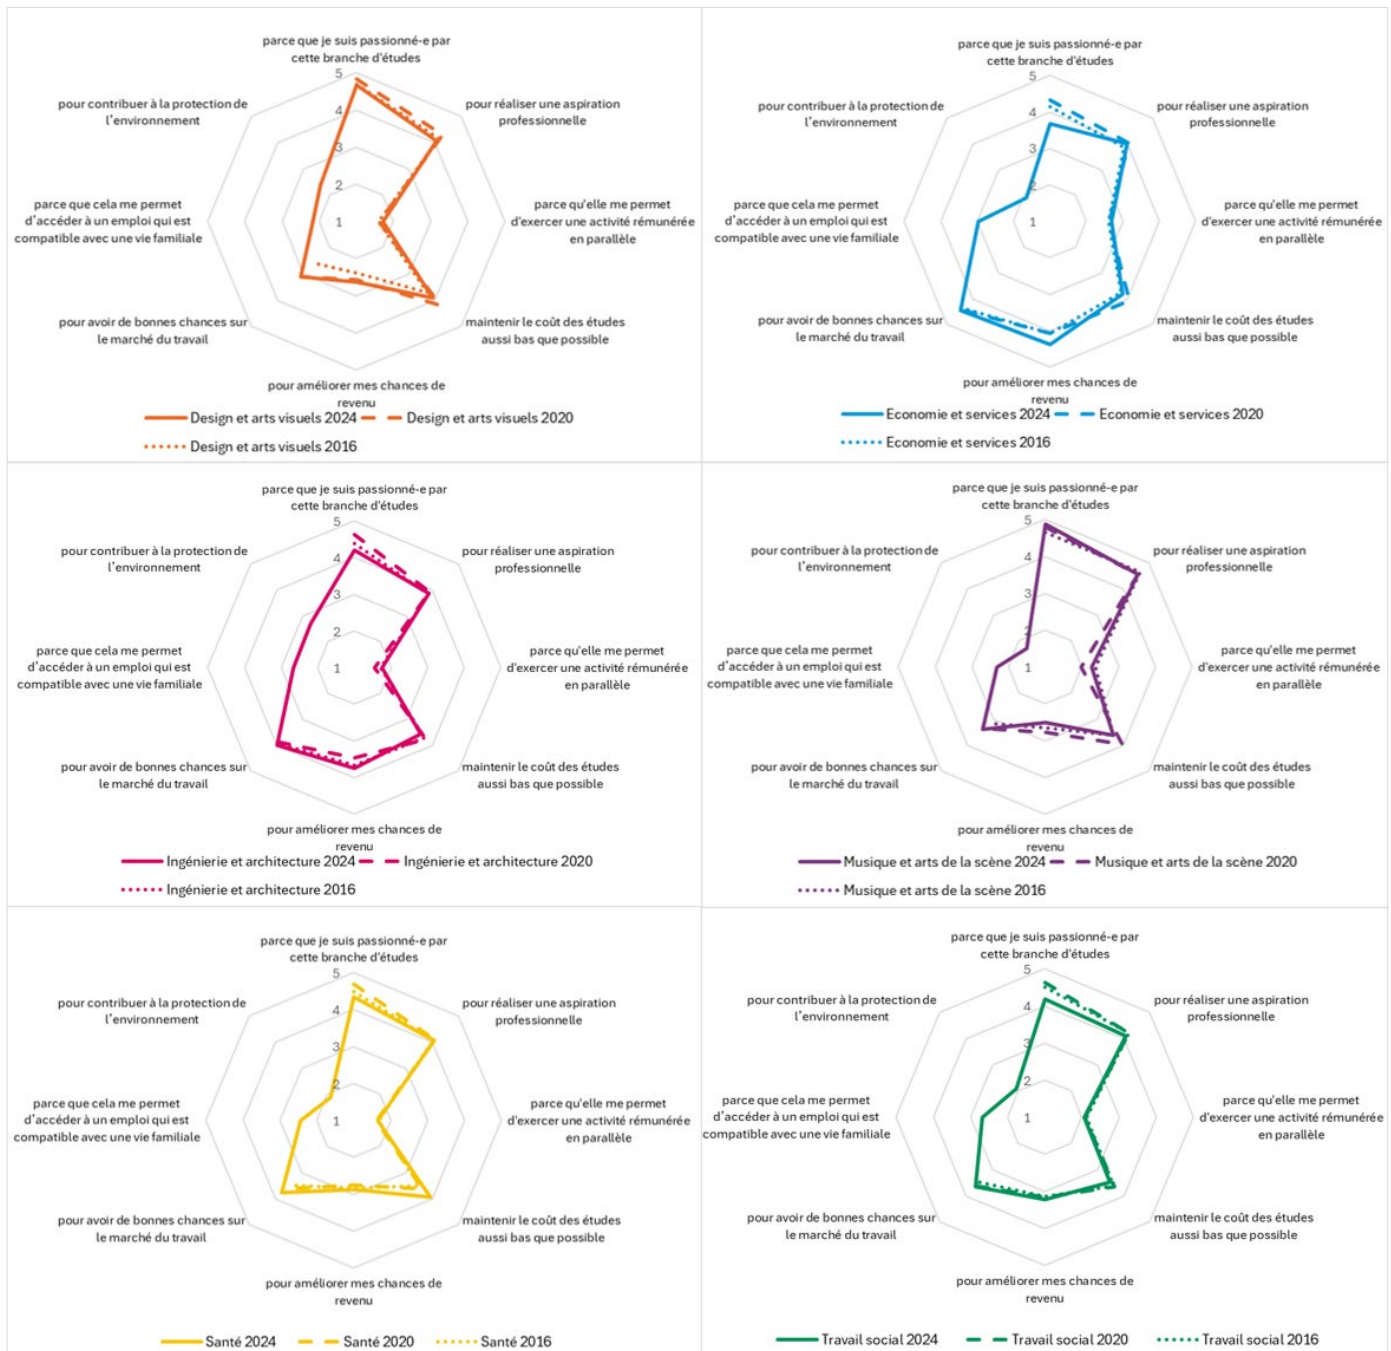 parce que je suis passionné-e par
cette branche d'études
pour réaliser une aspiration
professionnelle
parce qu'elle me permet
d'exercer une activité rémunérée
en parallèle
maintenir le coût des études
aussi bas que possible
pour améliorer mes chances de
revenu
pour avoir de bonnes chances sur
le marché du travail
parce que cela me permet
d'accéder à un emploi qui est
compatible avec une vie familiale
pour contribuer à la protection de
l'environnement
5
4
3
2
1
Design et arts visuels 2024
Design et arts visuels 2020
Design et arts visuels 2016
parce que je suis passionné-e par
cette branche d'études
pour réaliser une aspiration
professionnelle
parce qu'elle me permet
d'exercer une activité rémunérée
en parallèle
maintenir le coût des études
aussi bas que possible
pour améliorer mes chances de
revenu
pour avoir de bonnes chances sur
le marché du travail
parce que cela me permet
d'accéder à un emploi qui est
compatible avec une vie familiale
pour contribuer à la protection de
l'environnement
5
4
3
2
1
Economie et services 2024
Economie et services 2020
Economie et services 2016
parce que je suis passionné-e par
cette branche d'études
pour réaliser une aspiration
professionnelle
parce qu'elle me permet
d'exercer une activité rémunérée
en parallèle
maintenir le coût des études
aussi bas que possible
pour améliorer mes chances de
revenu
pour avoir de bonnes chances sur
le marché du travail
parce que cela me permet
d'accéder à un emploi qui est
compatible avec une vie familiale
pour contribuer à la protection de
l'environnement
5
4
3
2
1
Ingénierie et architecture 2024
Ingénierie et architecture 2020
Ingénierie et architecture 2016
parce que je suis passionné-e par
cette branche d'études
pour réaliser une aspiration
professionnelle
parce qu'elle me permet
d'exercer une activité rémunérée
en parallèle
maintenir le coût des études
aussi bas que possible
pour améliorer mes chances de
revenu
pour avoir de bonnes chances sur
le marché du travail
parce que cela me permet
d'accéder à un emploi qui est
compatible avec une vie familiale
pour contribuer à la protection de
l'environnement
5
4
3
2
1
Musique et arts de la scène 2024
Musique et arts de la scène 2020
Musique et arts de la scène 2016
parce que je suis passionné-e par
cette branche d'études
pour réaliser une aspiration
professionnelle
parce qu'elle me permet
d'exercer une activité rémunérée
en parallèle
maintenir le coût des études
aussi bas que possible
pour améliorer mes chances de
revenu
pour avoir de bonnes chances sur
le marché du travail
parce que cela me permet
d'accéder à un emploi qui est
compatible avec une vie familiale
pour contribuer à la protection de
l'environnement
5
4
3
2
1
Santé 2024
Santé 2020
Santé 2016
parce que je suis passionné-e par
cette branche d'études
pour réaliser une aspiration
professionnelle
parce qu'elle me permet
d'exercer une activité rémunérée
en parallèle
maintenir le coût des études
aussi bas que possible
pour améliorer mes chances de
revenu
pour avoir de bonnes chances sur
le marché du travail
parce que cela me permet
d'accéder à un emploi qui est
compatible avec une vie familiale
pour contribuer à la protection de
l'environnement
5
4
3
2
1
Travail social 2024
Travail social 2020
Travail social 2016